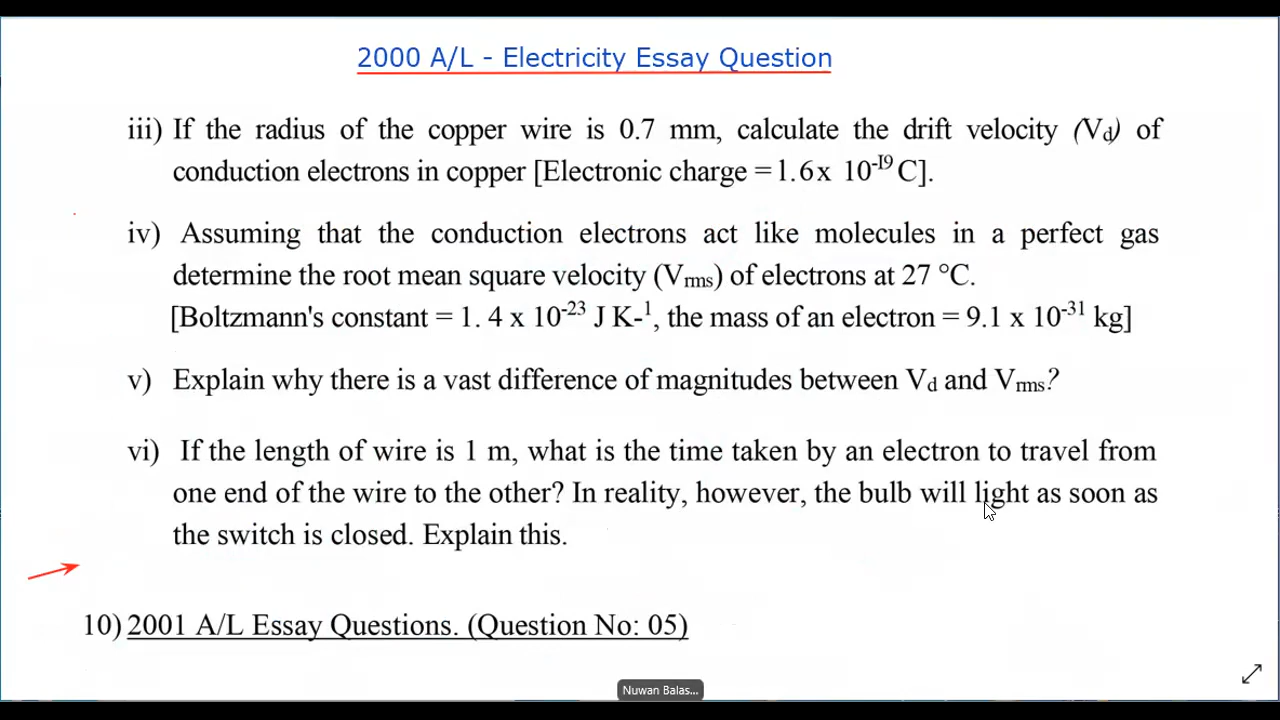 2000 A/L - Electricity Essay Question
iii) If the radius of the copper wire is 0.7 mm, calculate the drift velocity (Vd) of
conduction electrons in copper [Electronic charge = 1.6x 10-19 C].
iv) Assuming that the conduction electrons act like molecules in a perfect gas
determine the root mean square velocity (Vrms) of electrons at 27 °C.
[Boltzmann's constant = 1. 4 x 10-23 J K-1, the mass of an electron = 9.1 x 10-31 kg]
v) Explain why there is a vast difference of magnitudes between Vd and Vrms?
vi) If the length of wire is 1 m, what is the time taken by an electron to travel from
one end of the wire to the other? In reality, however, the bulb will light as soon as
the switch is closed. Explain this.
10) 2001 A/L Essay Questions. (Question No: 05)
Nuwan Balas...